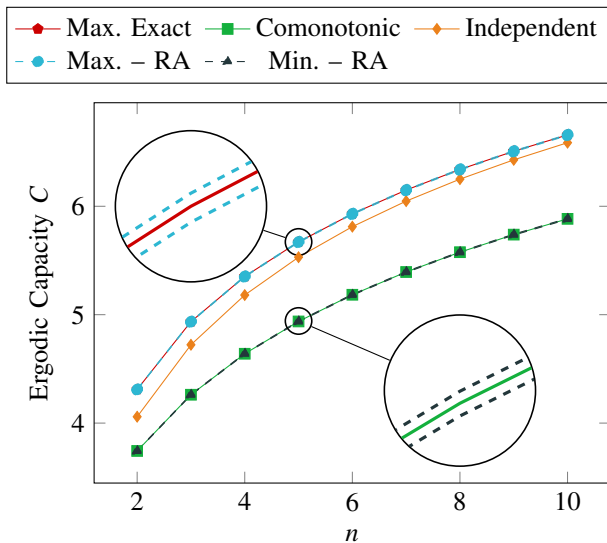 Max. Exact Comonotonic Independent
Max. – RA Min. – RA
6
5
4
2 4 6 8 10
Ergodic Capacity C
n